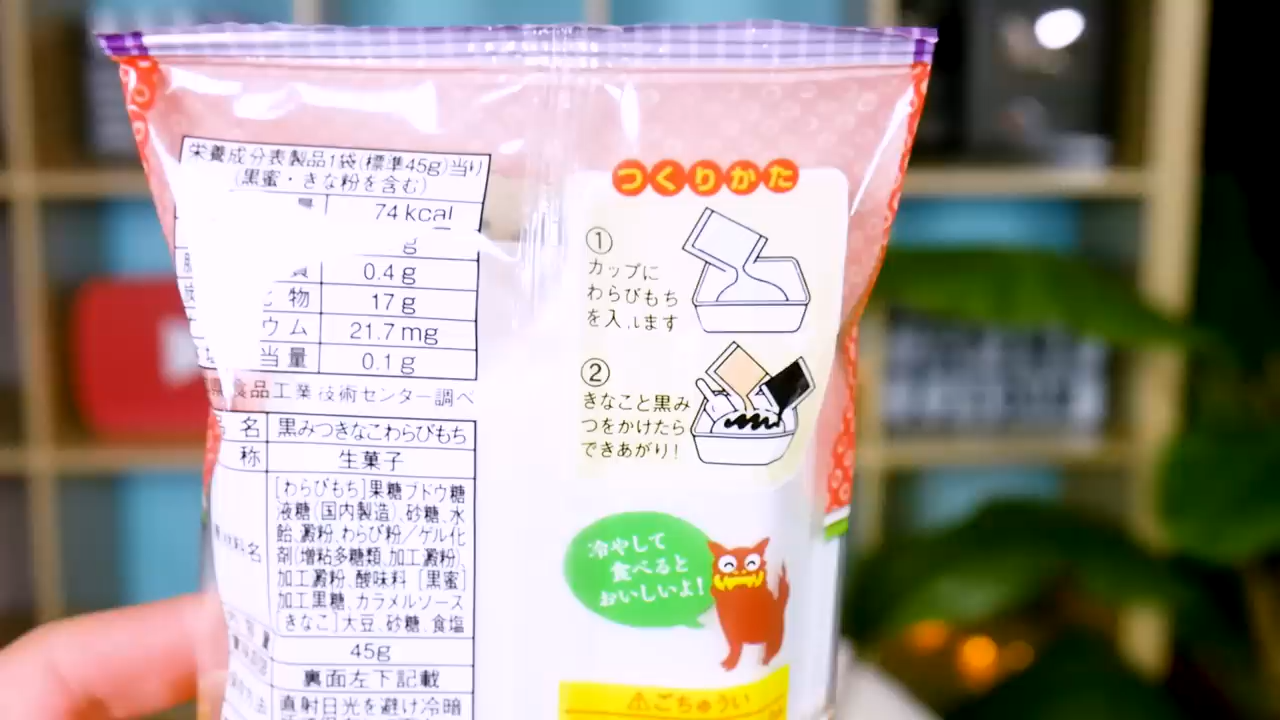 栄養成分表製品1袋(標準45g)当り
(黒蜜・きな粉を含む)
量 74kcal
g
質 0.4g
物 17g
ウム 21.7mg
当量 0.1g
食品工業技術センター調べ
名 黒みつきなこわらびもち
称 生菓子
名 [わらびもち]果糖ブドウ糖
液糖(国内製造)、砂糖、水
飴、澱粉、わらび粉/ゲル化
剤(増粘多糖類、加工澱粉)、
加工澱粉、酸味料 [黒蜜]
加工黒糖、カラメルソース
きなこ]大豆、砂糖、食塩
45g
裏面左下記載
直射日光を避け冷暗
つくりかた
①
カップに
わらびもち
を入 ます
②
きなこと黒み
つをかけたら
できあがり!
冷やして
食べると
おいしいよ!
⚠ごちゅうい